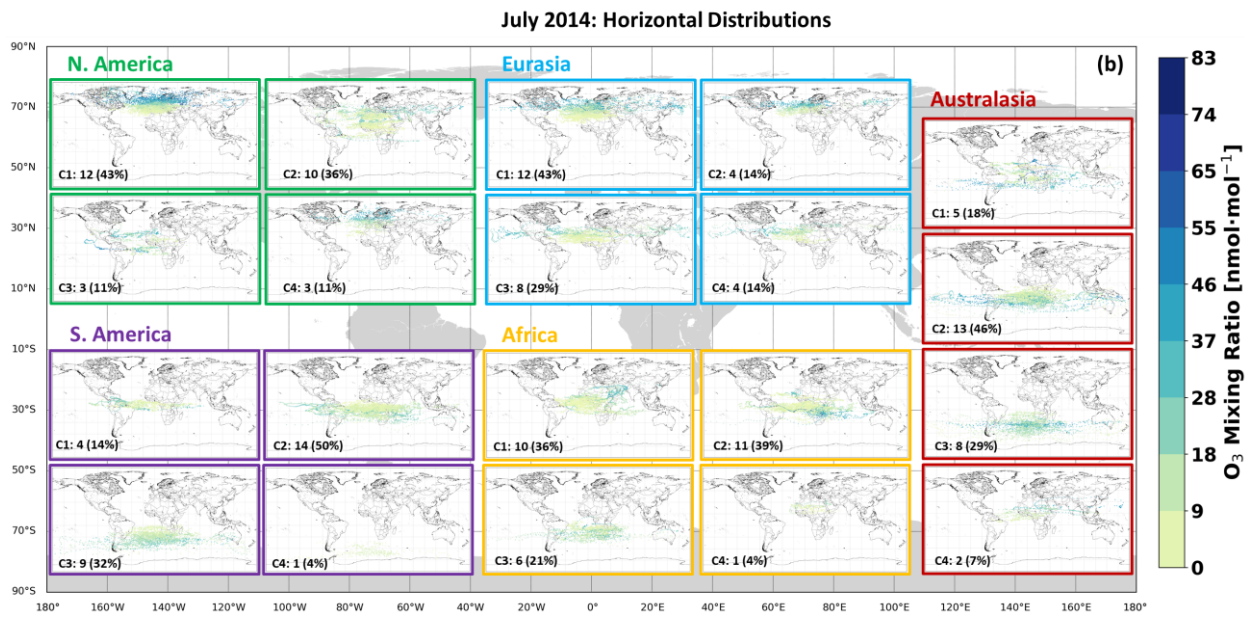 July 2014: Horizontal Distributions
90°N
70°N
50°N
30°N
10°N
10°S
30°S
50°S
70°S
90°S
N. America
C1: 12 (43%)
C2: 10 (36%)
C3: 3 (11%)
C4: 3 (11%)
Eurasia
C1: 12 (43%)
C2: 4 (14%)
C3: 8 (29%)
C4: 4 (14%)
(b)
Australasia
C1: 5 (18%)
C2: 13 (46%)
C3: 8 (29%)
C4: 2 (7%)
S. America
C1: 4 (14%)
C2: 14 (50%)
C3: 9 (32%)
C4: 1 (4%)
Africa
C1: 10 (36%)
C2: 11 (39%)
C3: 6 (21%)
C4: 1 (4%)
180° 160°W 140°W 120°W 100°W 80°W 60°W 40°W 20°W 0° 20°E 40°E 60°E 80°E 100°E 120°E 140°E 160°E 180°
83
74
65
55
46
37
28
18
9
0
O₃ Mixing Ratio [nmol·mol⁻¹]